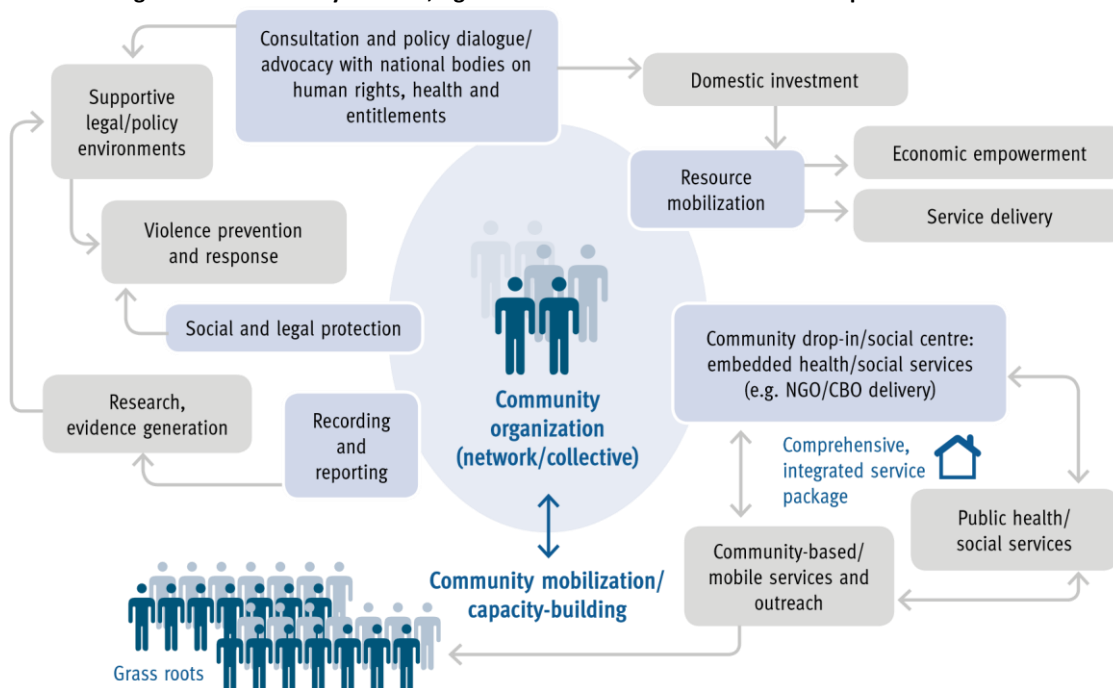 Consultation and policy dialogue/
advocacy with national bodies on
human rights, health and
entitlements
Domestic investment
Supportive
legal/policy
environments
Economic empowerment
Resource
mobilization
Service delivery
Violence prevention
and response
Social and legal protection
Community drop-in/social centre:
embedded health/social services
(e.g. NGO/CBO delivery)
Research,
evidence generation
Recording
and
reporting
Community
organization
(network/collective)
Comprehensive,
integrated service
package
Public health/
social services
Community-based/
mobile services and
outreach
Community mobilization/
capacity-building
Grass roots